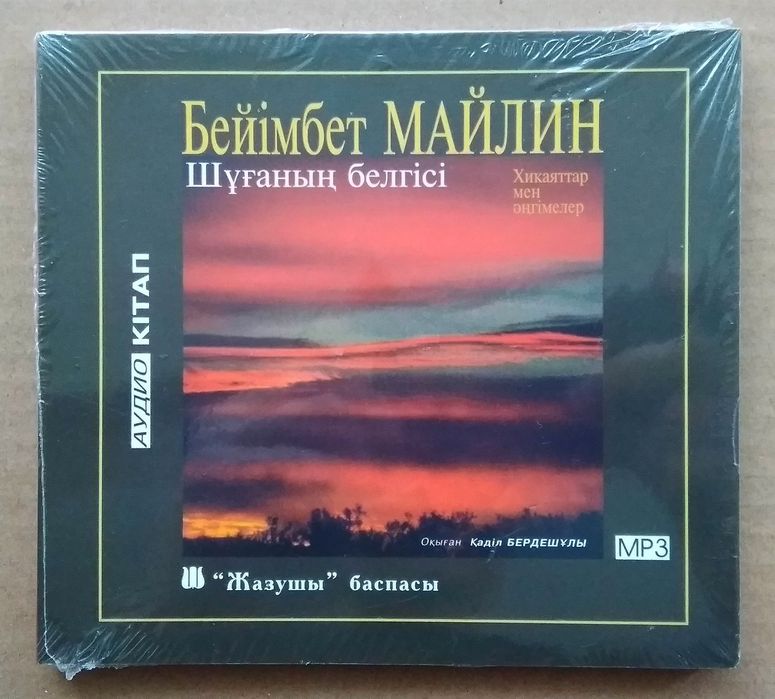 Бейімбет МАЙЛИН
Шұғаның белгісі
Хикаяттар
мен
әңгімелер
АУДИО КІТАП
Оқыған Қаділ БЕРДЕШҰЛЫ
MP3
"Жазушы" баспасы